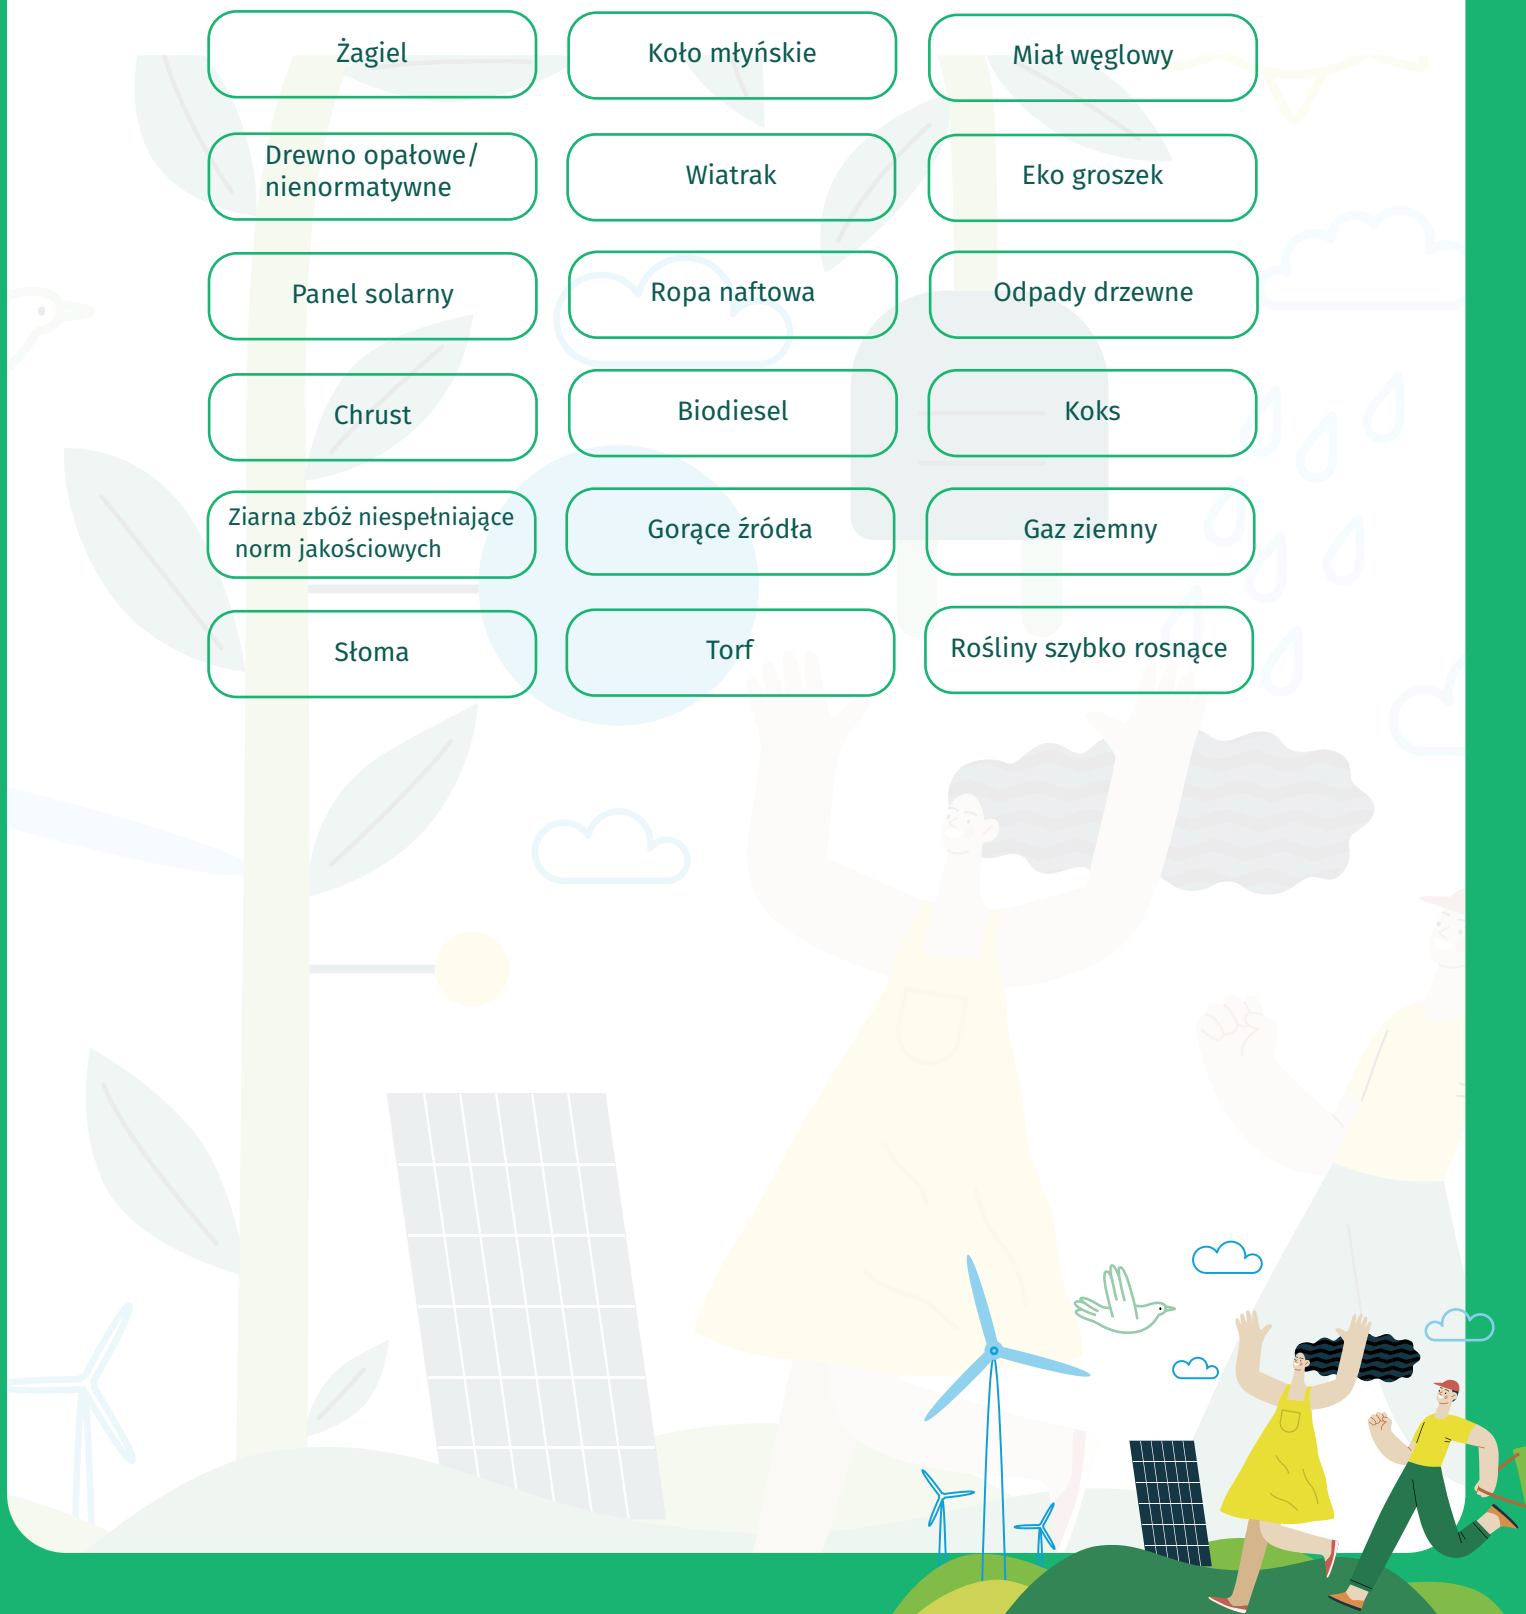 Żagiel
Koło młyńskie
Miał węglowy
Drewno opałowe/
nienormatywne
Wiatrak
Eko groszek
Panel solarny
Ropa naftowa
Odpady drzewne
Chrust
Biodiesel
Koks
Ziarna zbóż niespełniające
norm jakościowych
Gorące źródła
Gaz ziemny
Słoma
Torf
Rośliny szybko rosnące